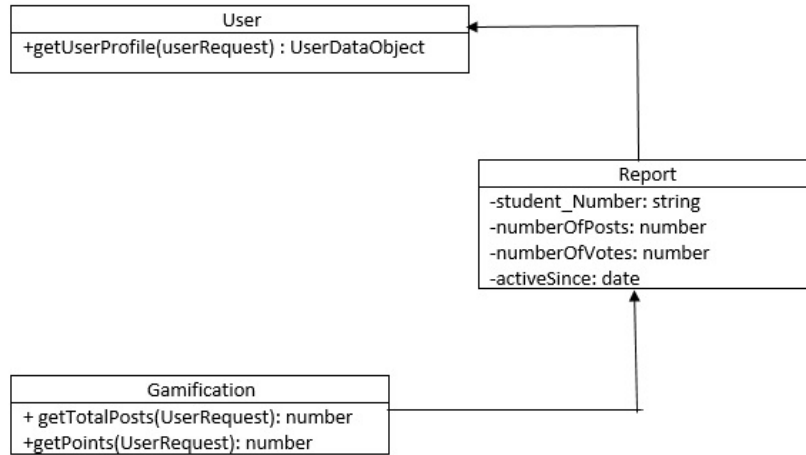 User
+getUserProfile(userRequest) : UserDataObject
Report
-student_Number: string
-numberOfPosts: number
-numberOfVotes: number
-activeSince: date
Gamification
+ getTotalPosts(UserRequest): number
+getPoints(UserRequest): number